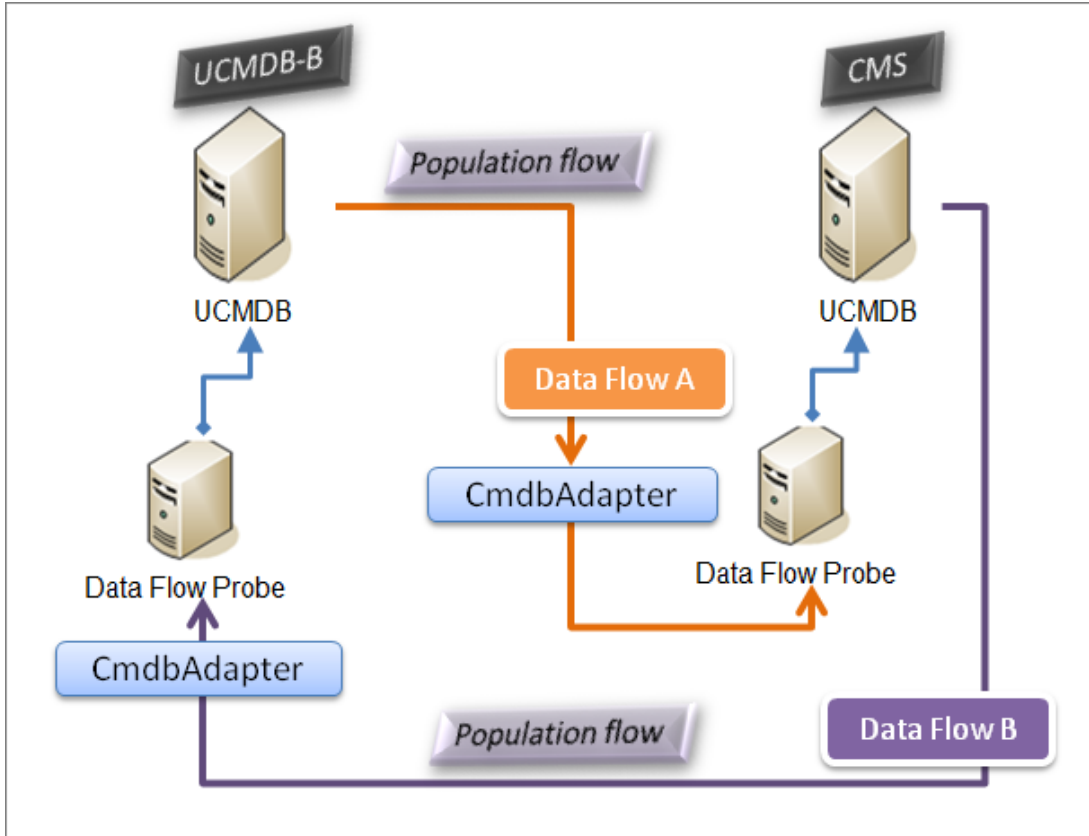 UCMDB-B
CMS
Population flow
UCMDB
UCMDB
Data Flow A
CmdbAdapter
Data Flow Probe
Data Flow Probe
CmdbAdapter
Population flow
Data Flow B